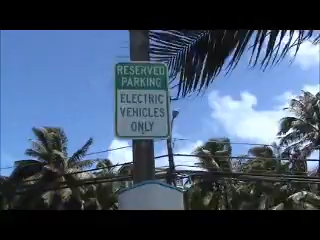 RESERVED
PARKING
ELECTRIC
VEHICLES
ONLY